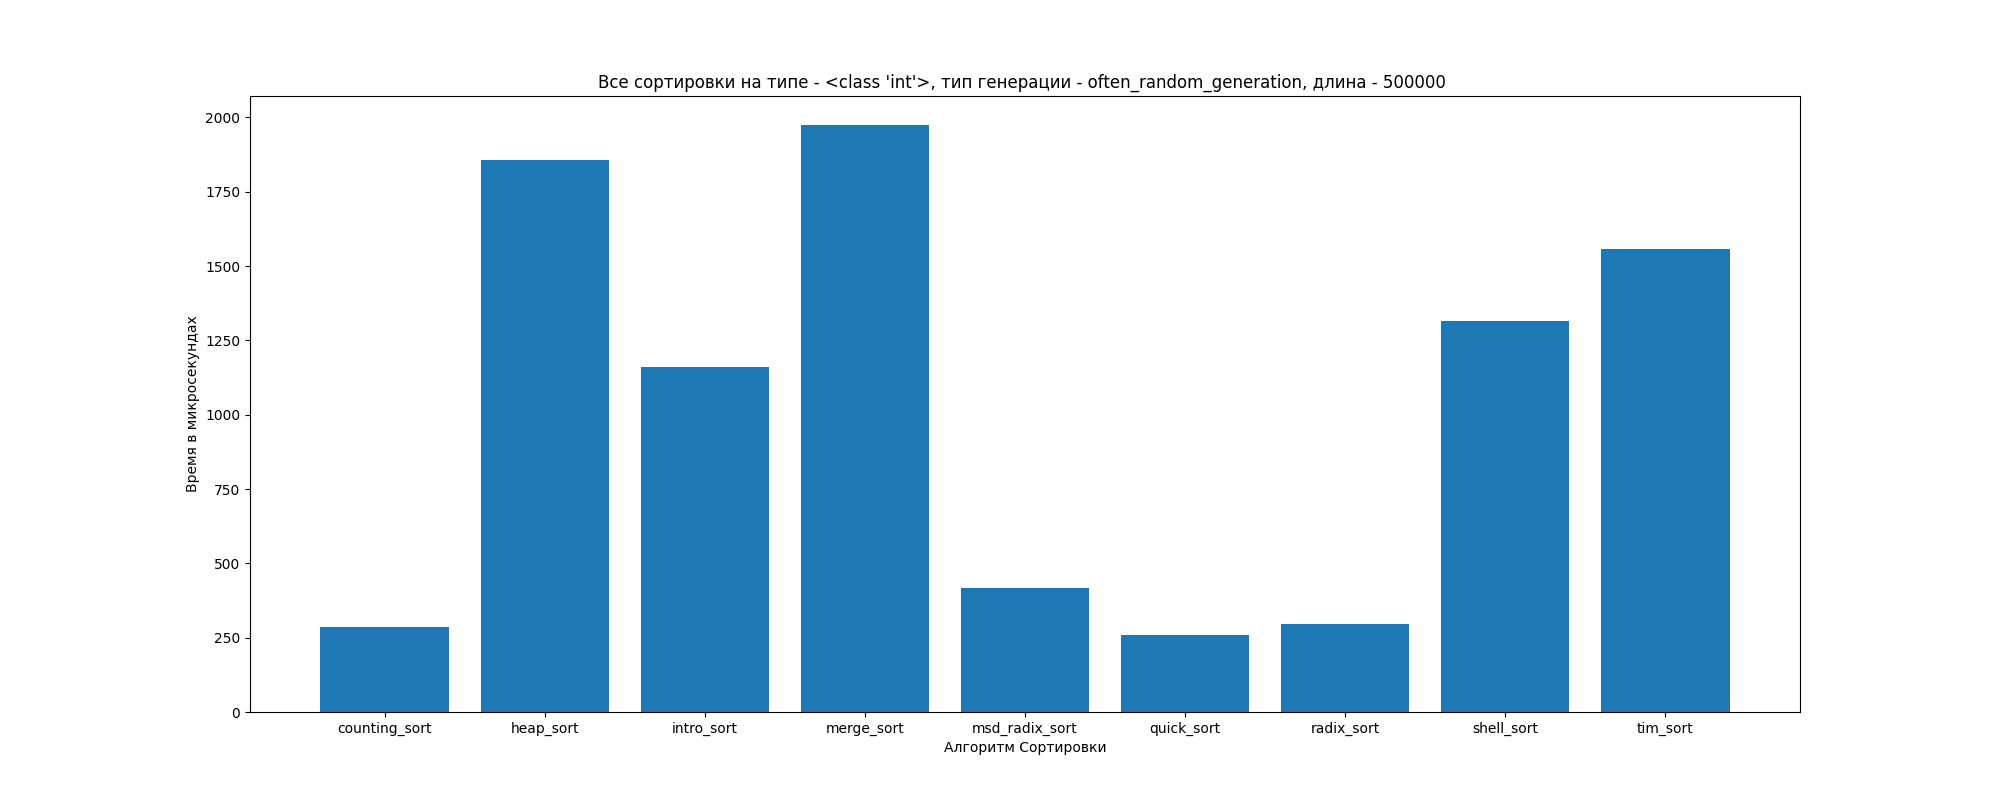 Все сортировки на типе - <class 'int'>, тип генерации - often_random_generation, длина - 500000
Время в микросекундах
2000
1750
1500
1250
1000
750
500
250
0
counting_sort heap_sort intro_sort merge_sort msd_radix_sort quick_sort radix_sort shell_sort tim_sort
Алгоритм Сортировки